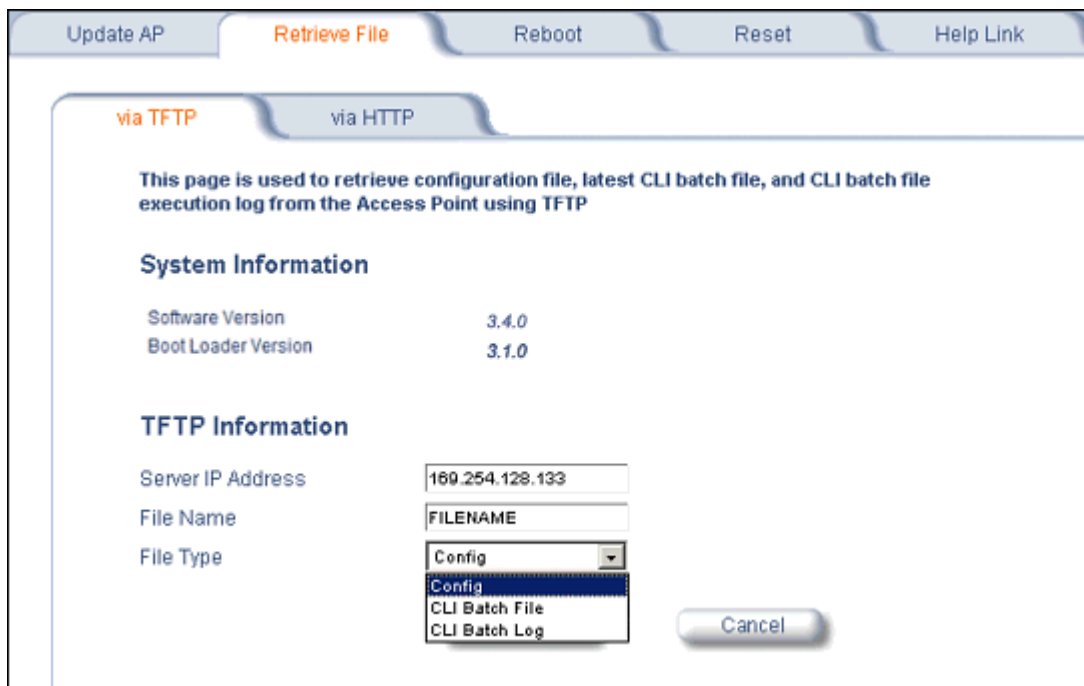 Update AP Retrieve File Reboot Reset Help Link
via TFTP via HTTP
This page is used to retrieve configuration file, latest CLI batch file, and CLI batch file
execution log from the Access Point using TFTP
System Information
Software Version 3.4.0
Boot Loader Version 3.1.0
TFTP Information
Server IP Address 169.254.128.133
File Name FILENAME
File Type Config
Config
CLI Batch File
CLI Batch Log
Cancel